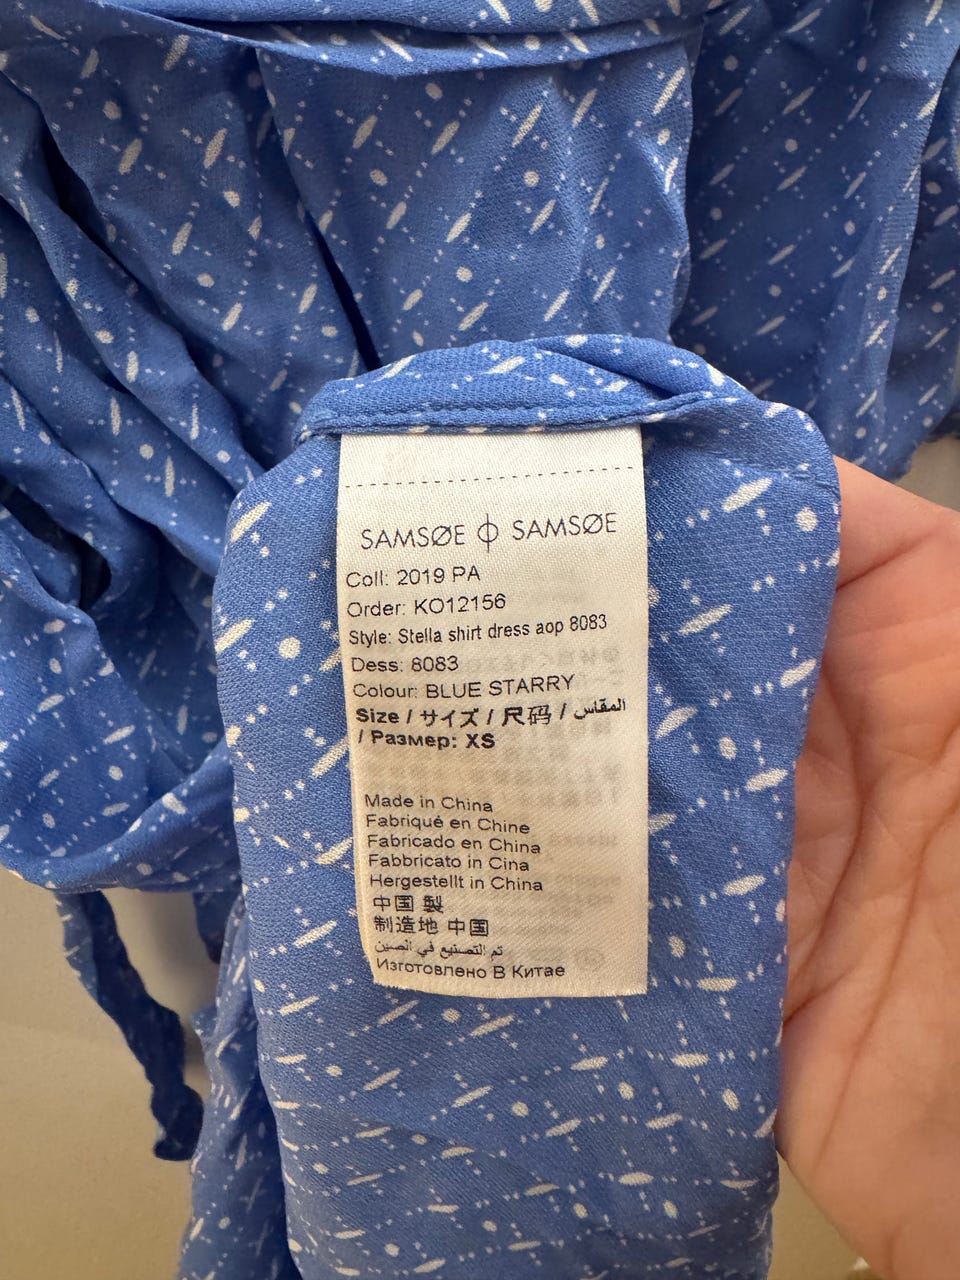 SAMSØE ϕ SAMSØE
Coll: 2019 PA
Order: KO12156
Style: Stella shirt dress aop 8083
Dess: 8083
Colour: BLUE STARRY
Size / サイズ / 尺码 / المقاس
/ Размер: XS
Made in China
Fabriqué en Chine
Fabricado en China
Fabbricato in Cina
Hergestellt in China
中国 製
制造地 中国
تم التصنيع في الصين
Изготовлено В Китае